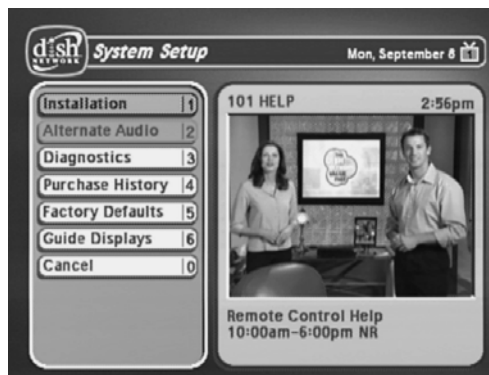 dish
NETWORK
System Setup
Mon, September 8
Installation 1
Alternate Audio 2
Diagnostics 3
Purchase History 4
Factory Defaults 5
Guide Displays 6
Cancel 0
101 HELP 2:56pm
Remote Control Help
10:00am-6:00pm NR